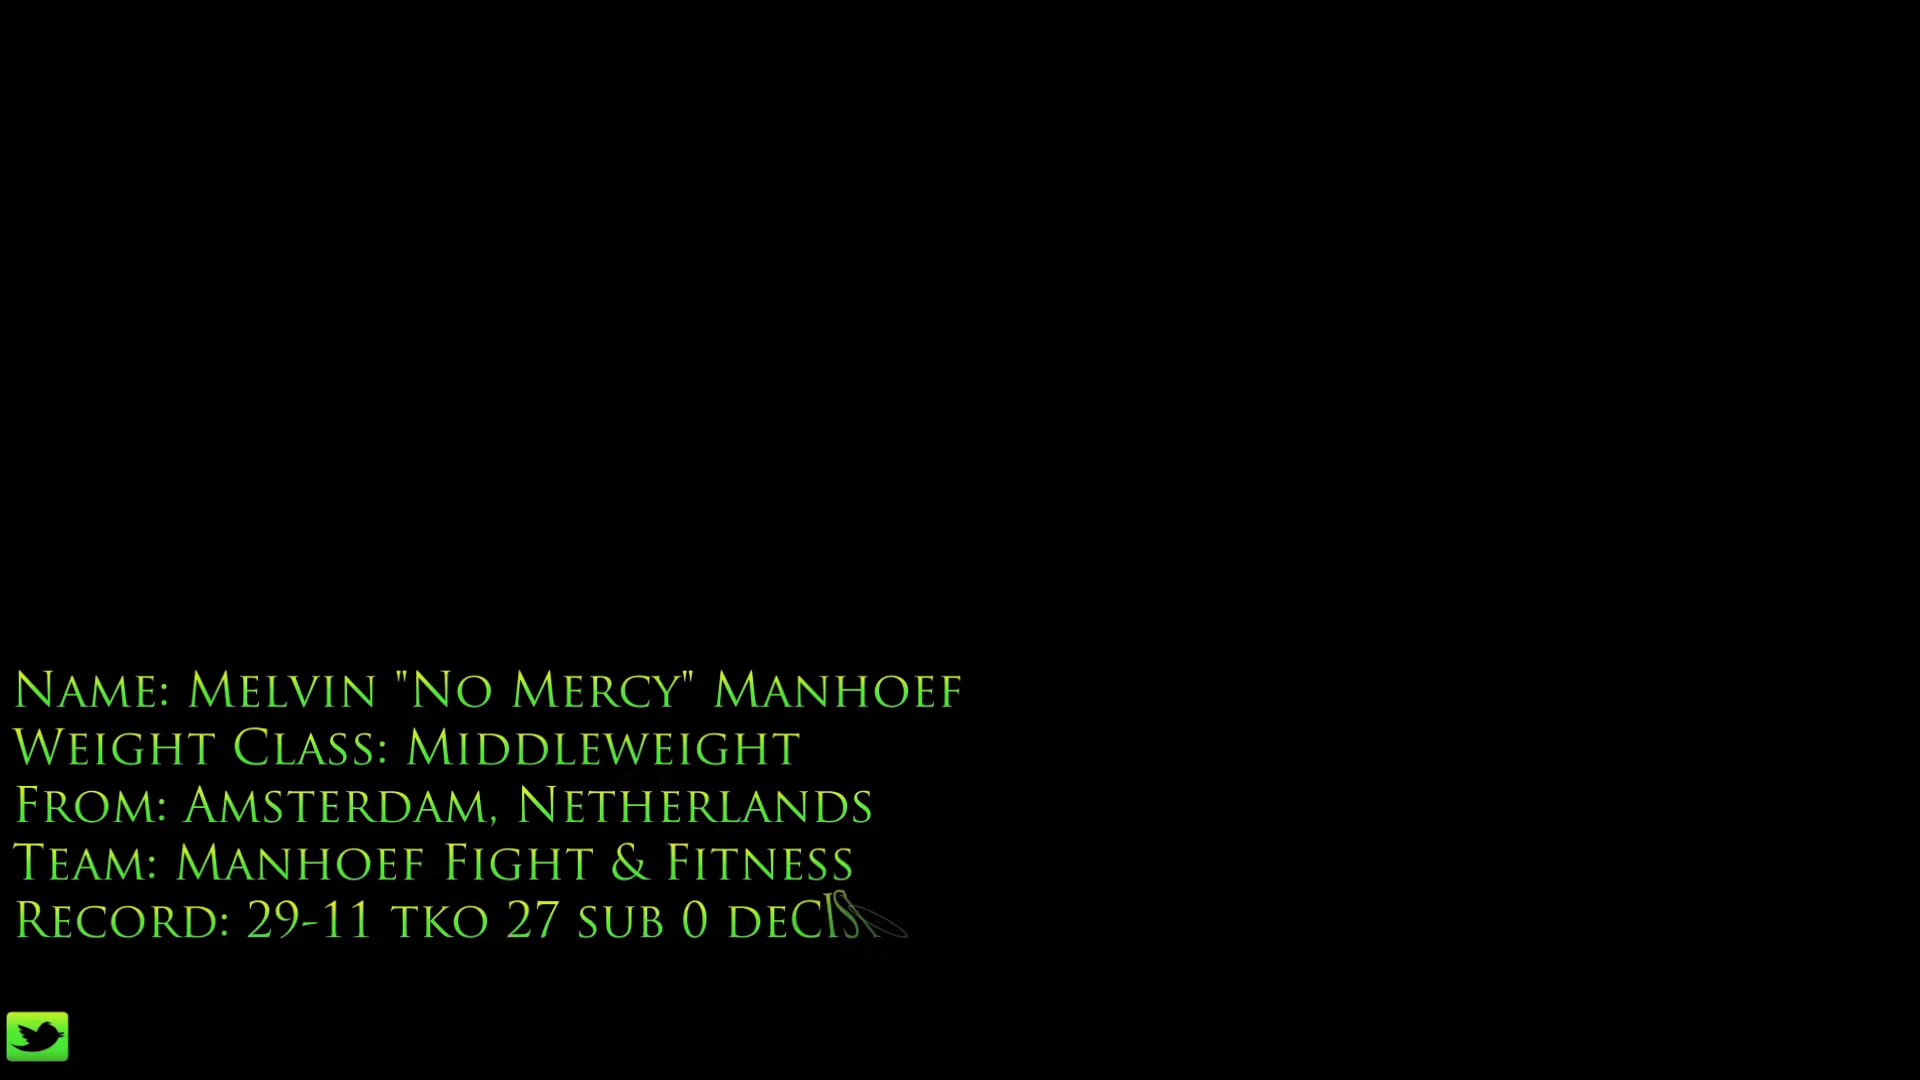 Name: Melvin "No Mercy" Manhoef
Weight Class: Middleweight
From: Amsterdam, Netherlands
Team: Manhoef Fight & Fitness
Record: 29-11 tko 27 sub 0